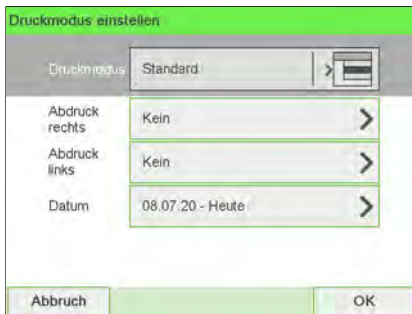 Druckmodus einstellen
Druckmodus Standard
Abdruck rechts Kein
Abdruck links Kein
Datum 08.07.20 - Heute
Abbruch OK